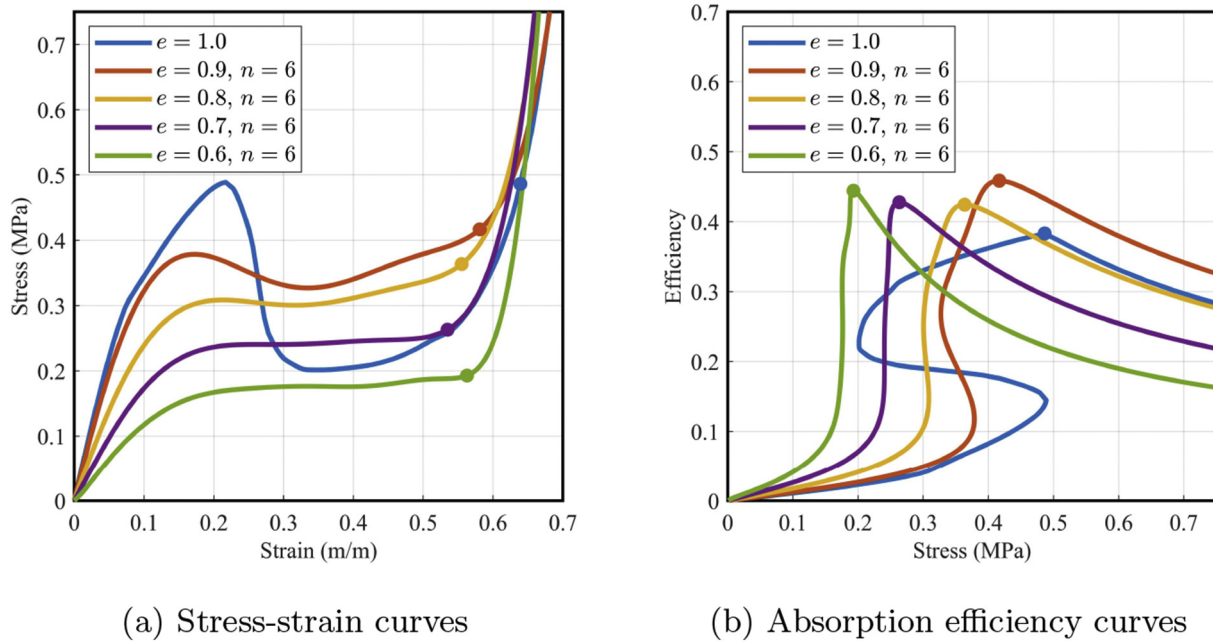 0.7
0.6
0.5
0.4
0.3
0.2
0.1
0
Stress (MPa)
e = 1.0
e = 0.9, n = 6
e = 0.8, n = 6
e = 0.7, n = 6
e = 0.6, n = 6
0 0.1 0.2 0.3 0.4 0.5 0.6 0.7
Strain (m/m)
(a) Stress-strain curves
0.7
0.6
0.5
0.4
0.3
0.2
0.1
0
Efficiency
e = 1.0
e = 0.9, n = 6
e = 0.8, n = 6
e = 0.7, n = 6
e = 0.6, n = 6
0 0.1 0.2 0.3 0.4 0.5 0.6 0.7
Stress (MPa)
(b) Absorption efficiency curves